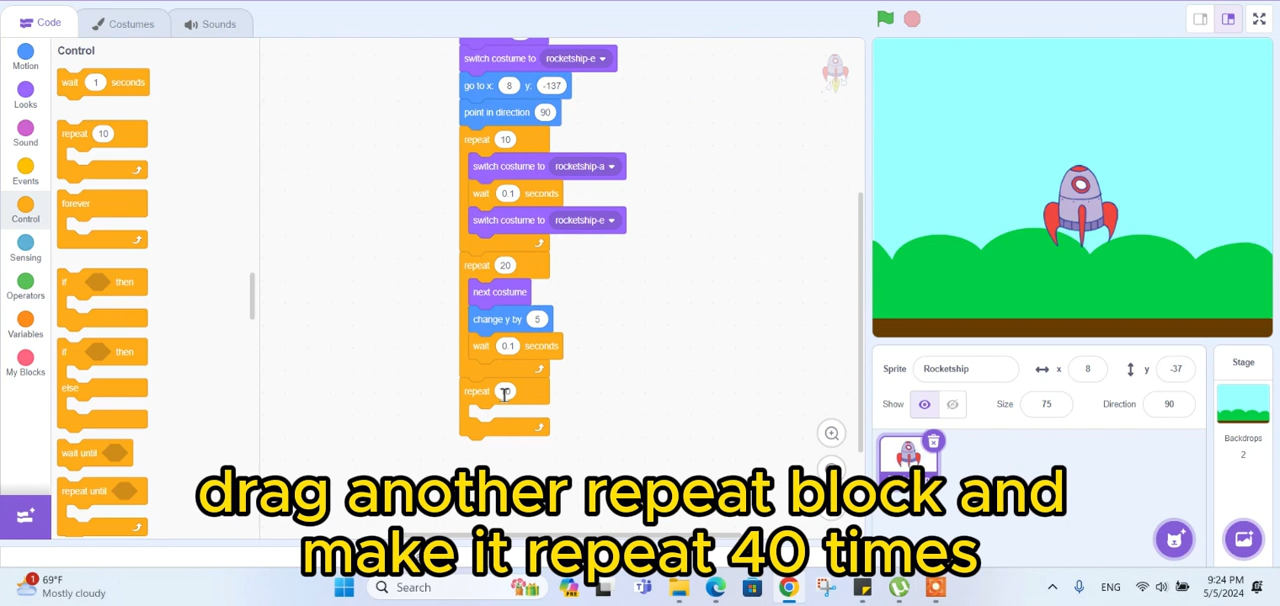 Code
Costumes
Sounds
Motion
Looks
Sound
Events
Control
Sensing
Operators
Variables
My Blocks
Control
wait 1 seconds
repeat 10
forever
if then
if then
else
wait until
repeat until
switch costume to rocketship-e
go to x: 8 y: -137
point in direction 90
repeat 10
switch costume to rocketship-a
wait 0.1 seconds
switch costume to rocketship-e
repeat 20
next costume
change y by 5
wait 0.1 seconds
repeat
Sprite Rocketship x 8 y -37
Show Size 75 Direction 90
Stage
Backdrops
2
drag another repeat block and
make it repeat 40 times
1
69°F
Mostly cloudy
Search
PRE
ENG
9:24 PM
5/5/2024